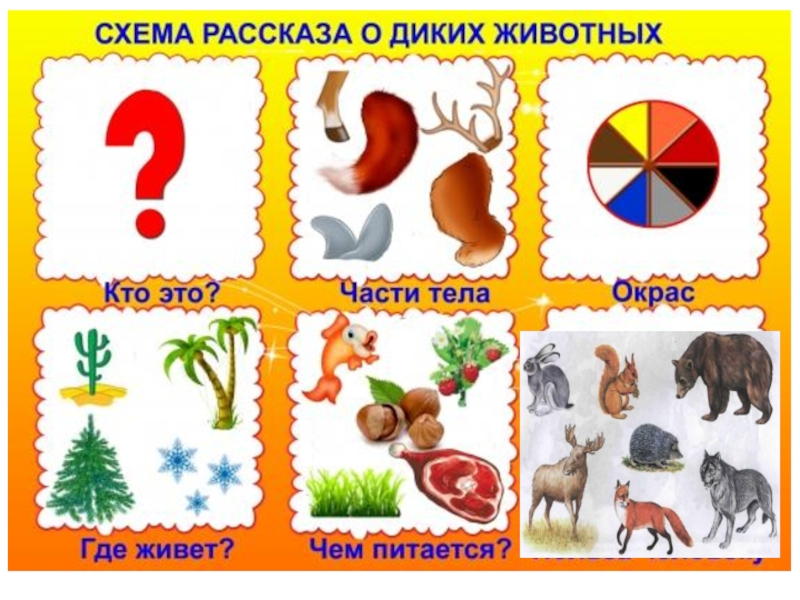 СХЕМА РАССКАЗА О ДИКИХ ЖИВОТНЫХ
Кто это?
Части тела
Окрас
Где живет?
Чем питается?